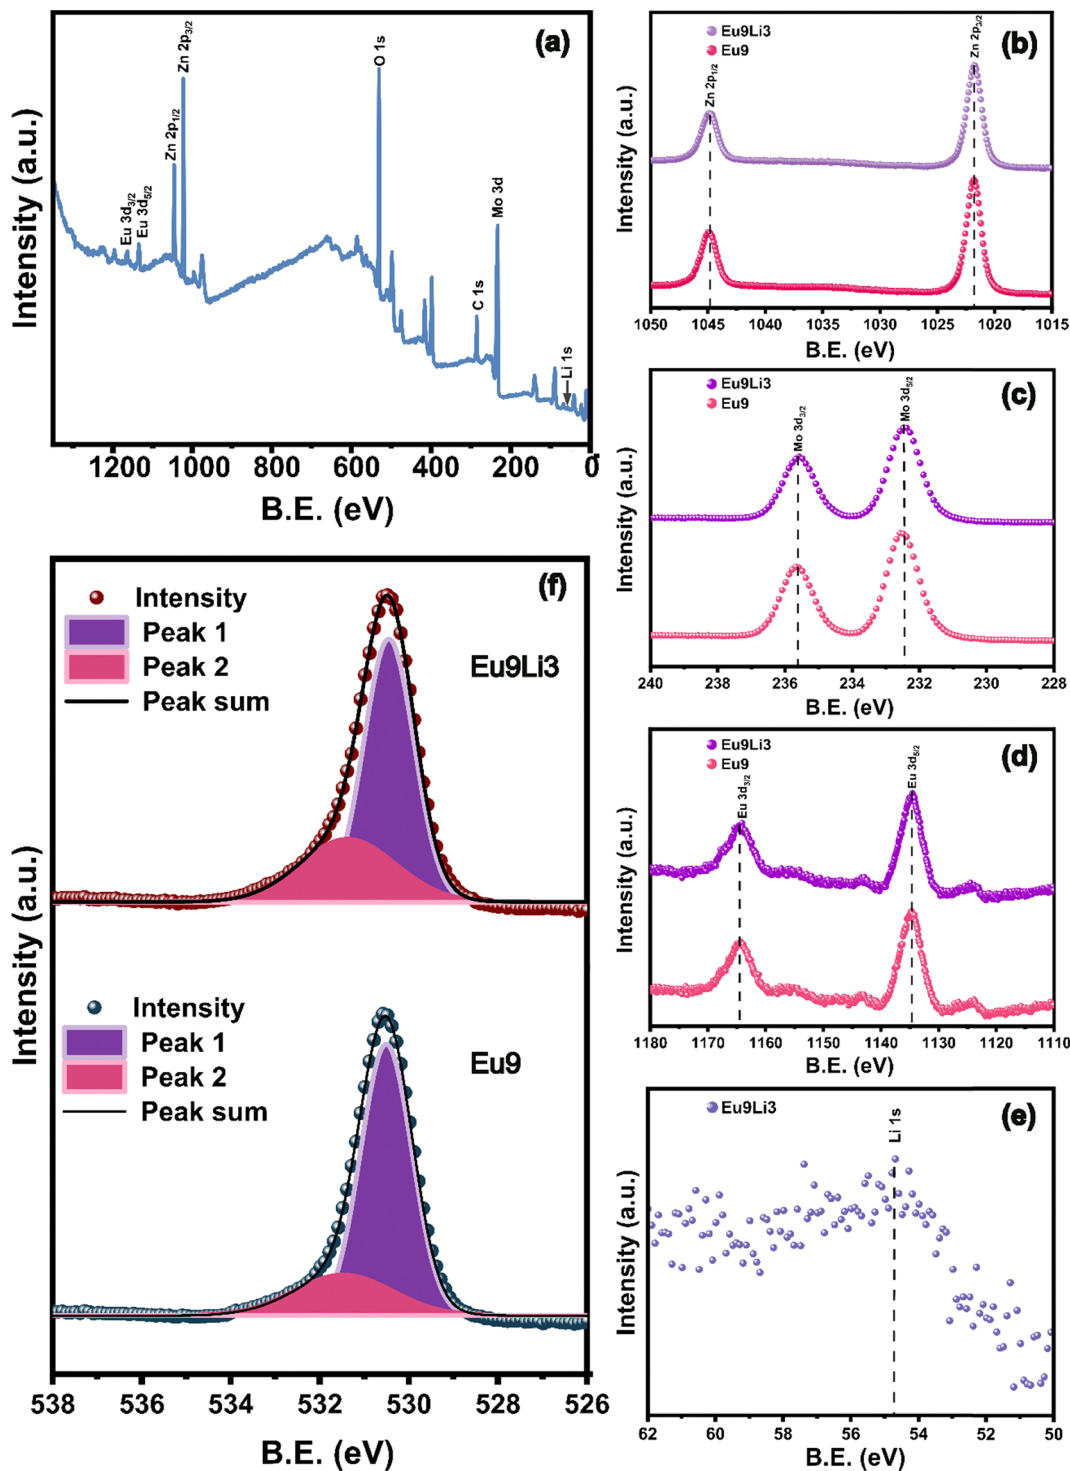 (a)
Zn 2p3/2
Zn 2p1/2
Eu 3d3/2
Eu 3d5/2
O 1s
Mo 3d
C 1s
Li 1s
Intensity (a.u.)
1200 1000 800 600 400 200 0
B.E. (eV)
(b)
Eu9Li3
Eu9
Zn 2p1/2
Zn 2p3/2
Intensity (a.u.)
1050 1045 1040 1035 1030 1025 1020 1015
B.E. (eV)
(c)
Eu9Li3
Eu9
Mo 3d3/2
Mo 3d5/2
Intensity (a.u.)
240 238 236 234 232 230 228
B.E. (eV)
(d)
Eu9Li3
Eu9
Eu 3d3/2
Eu 3d5/2
Intensity (a.u.)
1180 1170 1160 1150 1140 1130 1120 1110
B.E. (eV)
(e)
Eu9Li3
Li 1s
Intensity (a.u.)
62 60 58 56 54 52 50
B.E. (eV)
(f)
Intensity
Peak 1
Peak 2
Peak sum
Eu9Li3
Intensity (a.u.)
Intensity
Peak 1
Peak 2
Peak sum
Eu9
538 536 534 532 530 528 526
B.E. (eV)